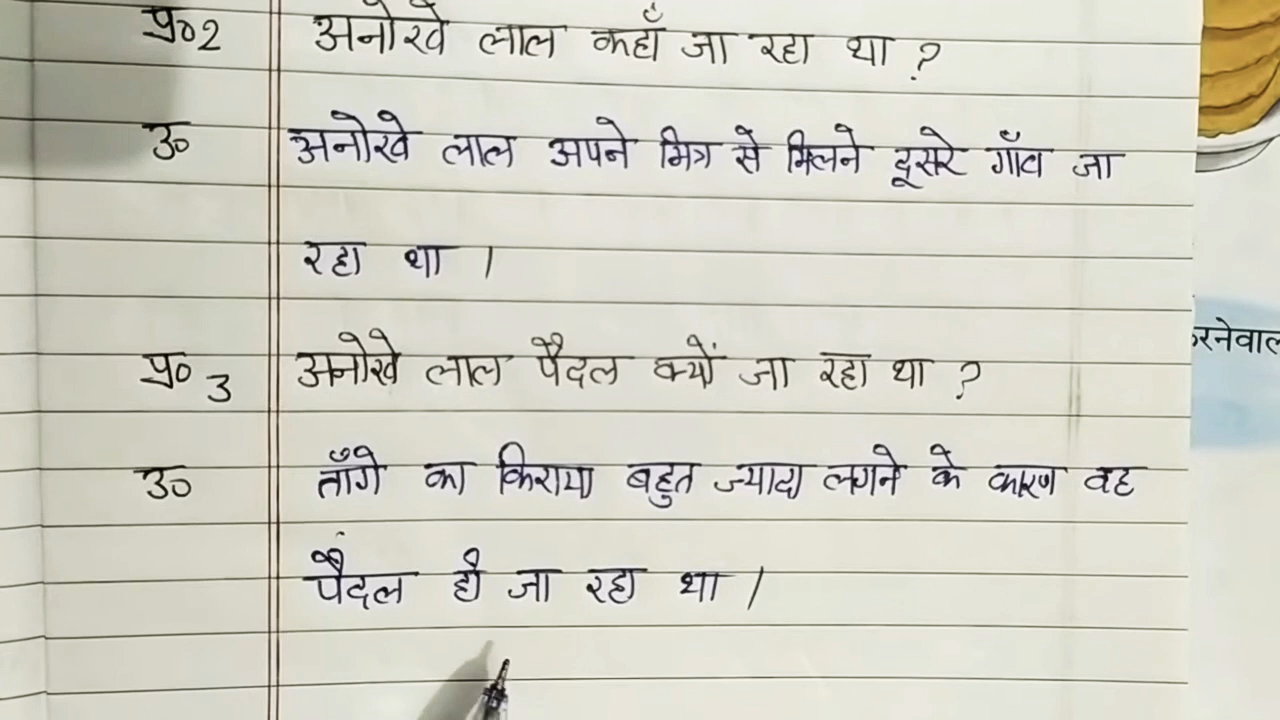 प्र०2 अनोखे लाल कहाँ जा रहा था ?
उ० अनोखे लाल अपने मित्र से मिलने दूसरे गाँव जा
रहा था ।
प्र० 3 अनोखे लाल पैदल क्यों जा रहा था ?
उ० ताँगे का किराया बहुत ज्यादा लगने के कारण वह
पैदल ही जा रहा था ।